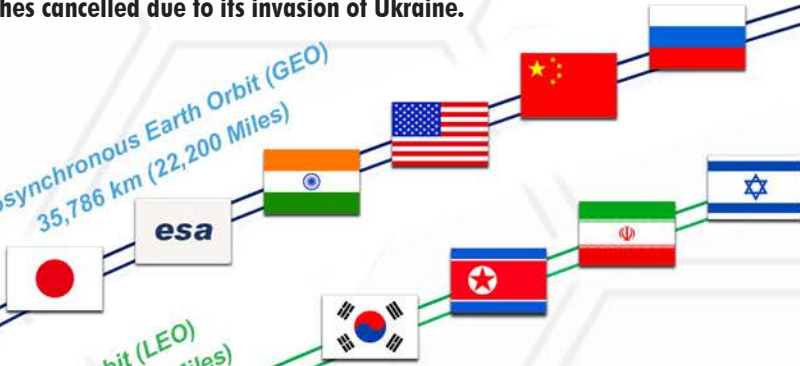 hes cancelled due to its invasion of Ukraine.
osynchronous Earth Orbit (GEO)
35,786 km (22,200 Miles)
esa
bit (LEO)
iles)